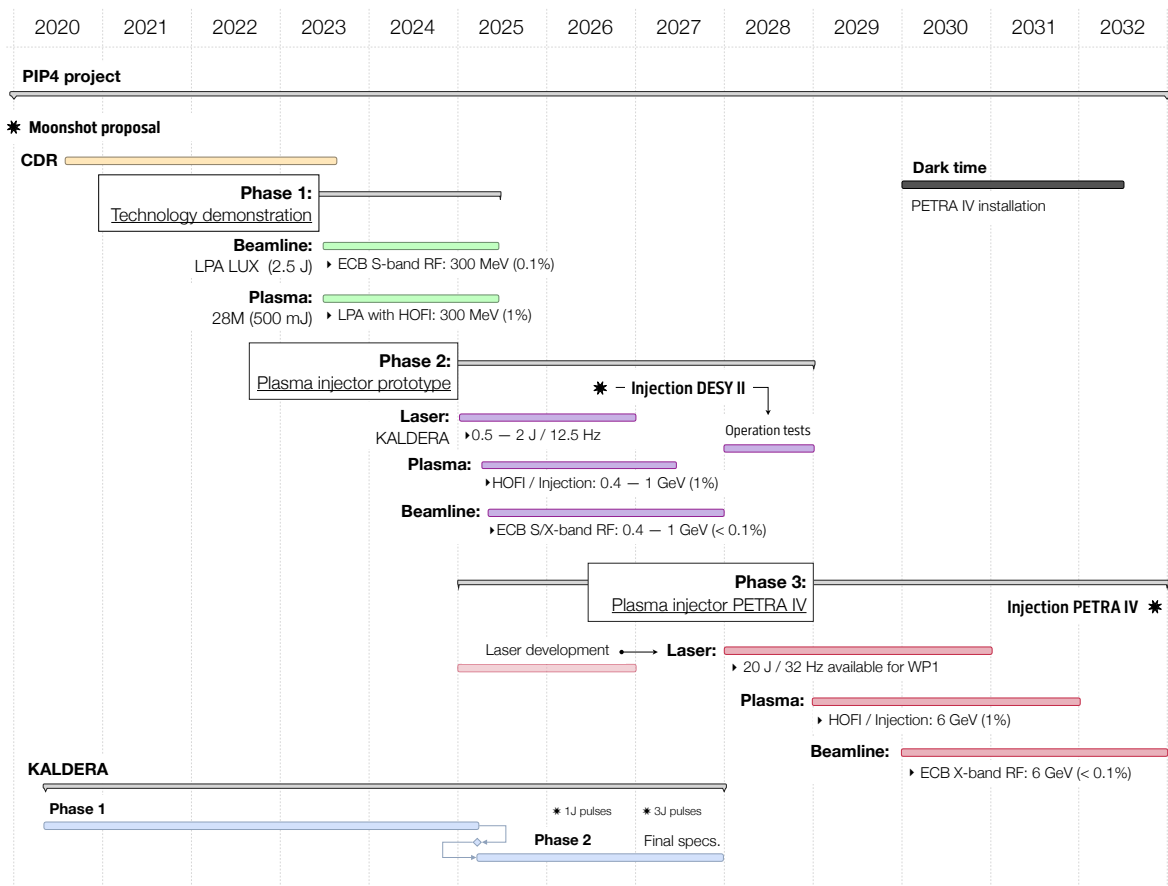 2020 2021 2022 2023 2024 2025 2026 2027 2028 2029 2030 2031 2032
PIP4 project
Moonshot proposal
CDR
Dark time
PETRA IV installation
Phase 1:
Technology demonstration
Beamline:
LPA LUX (2.5 J)
‣ ECB S-band RF: 300 MeV (0.1%)
Plasma:
28M (500 mJ)
‣ LPA with HOFI: 300 MeV (1%)
Phase 2:
Plasma injector prototype
Injection DESY II
Operation tests
Laser:
KALDERA
‣0.5 — 2 J / 12.5 Hz
Plasma:
‣HOFI / Injection: 0.4 — 1 GeV (1%)
Beamline:
‣ECB S/X-band RF: 0.4 — 1 GeV (< 0.1%)
Phase 3:
Plasma injector PETRA IV
Injection PETRA IV
Laser development
Laser:
‣ 20 J / 32 Hz available for WP1
Plasma:
‣ HOFI / Injection: 6 GeV (1%)
Beamline:
‣ ECB X-band RF: 6 GeV (< 0.1%)
KALDERA
Phase 1
1J pulses
3J pulses
Phase 2
Final specs.